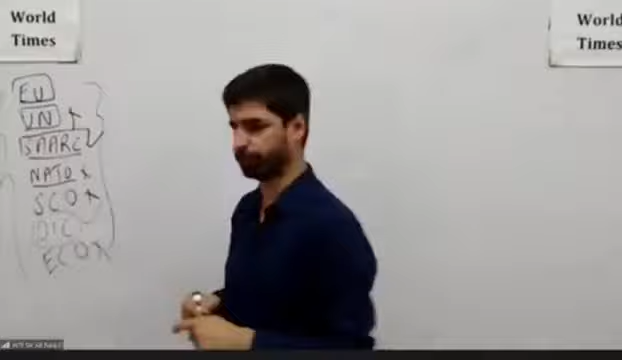 World
Times
World
Times
EU
UN
SAARC
NATO
SCO
OIC
ECO